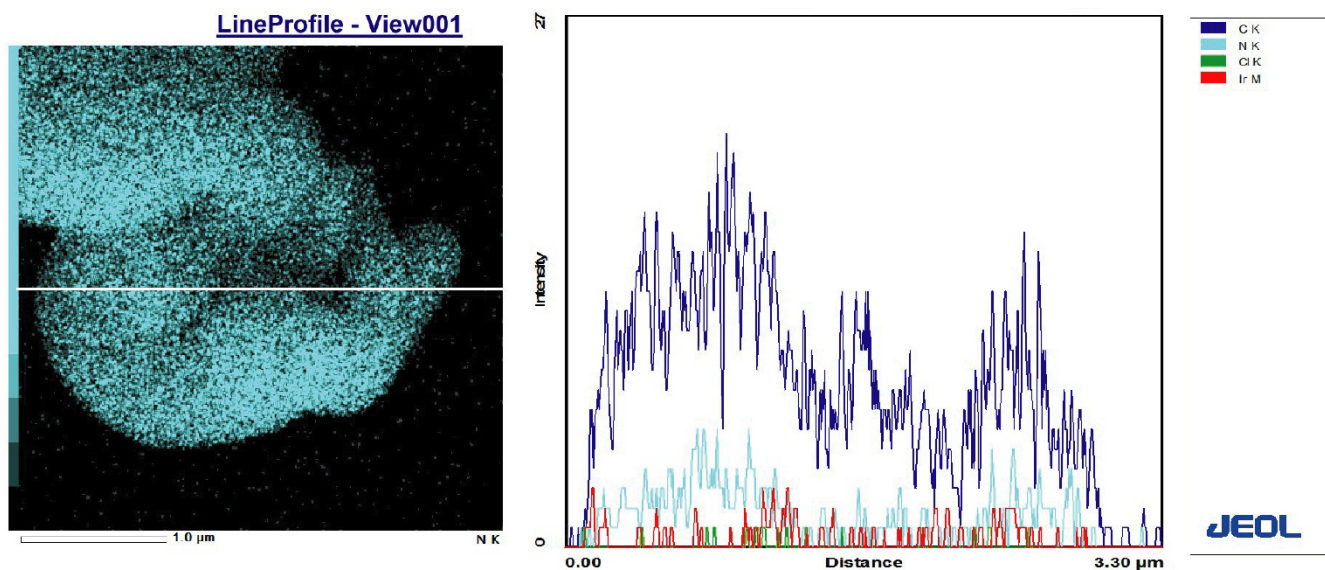 LineProfile - View001
1.0 µm
N K
27
Intensity
0
0.00 Distance 3.30 µm
C K
N K
Cl K
Ir M
JEOL